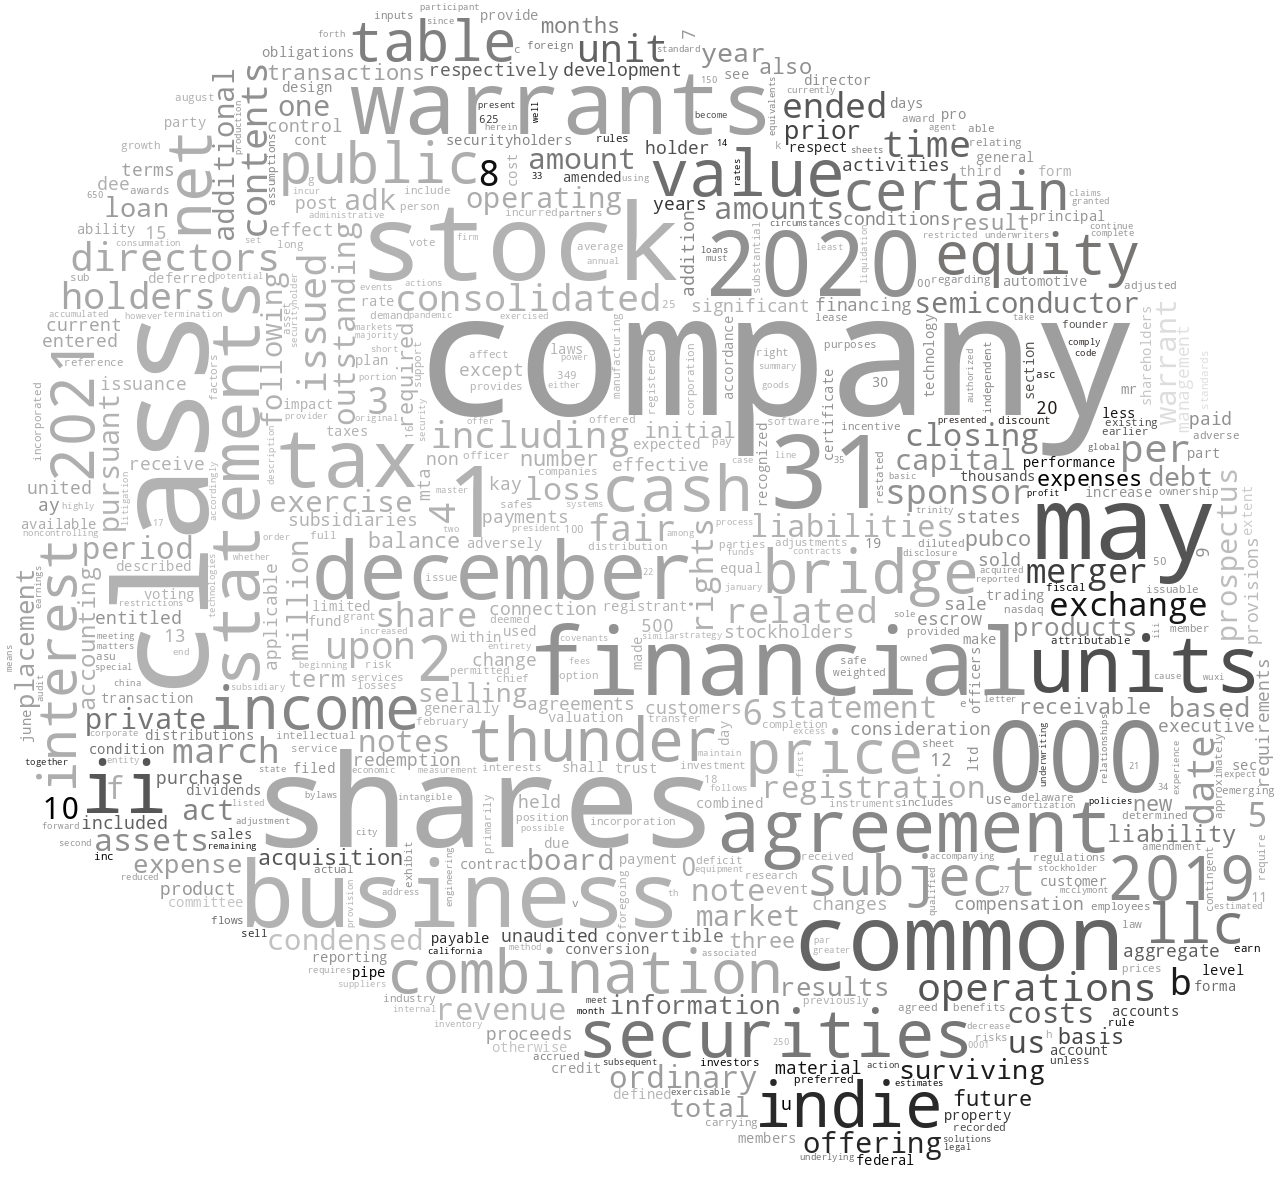 participant
inputs since provide months
forth table unit 7
c foreign standard year
obligations also
transactions respectively development 150 see
design director
august additional contents one warrants present well currently ended days
party production 625 become equivalents award pro
growth net control herein prior agent able
cont securityholders rules holder 14 k respect sheets time relating
terms assumptions public 8 cost 33 amount rates activities general
dee g amended using value certain third form
650 awards incur include years claims
loan post adk operating amounts granted
administrative person incurred partners circumstances conditions result principal
ability 15 effect stock addition loans 2020 restricted underwriters continue
consummation set vote firm must least complete
directors long average substantial liquidation equity
sub deferred potential annual 00 regarding automotive adjusted
holders issued events actions consolidated 25 significant financing semiconductor
accumulated rate exercised lease take
current however termination asset demand pandemic company founder
entered securityholder markets manufacturing accordance purposes technology comply
reference following outstanding majority affect laws right code shareholders
class short except power registered corporation summary independent section asc Warrant management standards
issuance statements plan required support 349 30 authorized mr
factors impact portion provides either goods certificate 20
2021 provider original offer offered software incentive presented discount less existing paid
incorporated pursuant taxes 16 security including initial 31 earlier adverse
description tax non officer number expected pay closing per part
receive mta effective case line 35 capital performance global
united litigation exercise kay companies recognized basic thousands expenses debt
ay highly accordingly master safes loss cash restated sponsor profit increase ownership
available 17 subsidiaries 4 1 payments systems trinity may
noncontrolling full two president 100 fair process liabilities states prospectus extent
period order balance adversely distribution among adjustments 19 diluted pubco 9
described whether december issue rights parties contracts disclosure merger 50
interest technologies 22 funds equal bridge acquired sold fiscal
voting restrictions limited january reported trading exchange issuable provisions
placement earnings applicable million fund grant share connection deemed registrant related sole sale nasdaq
entitled used escrow products
accounting 13 increased upon 2 within 500 stockholders provided attributable iii member
meeting end beginning covenants similar strategy make
matters asu term risk change entirety made financial safe owned units requirements
means special services permitted chief fees weighted officers cause wuxi
audit china subsidiary losses selling option letter
transaction income generally agreements customers day 6 statement e receivable based
june corporate february valuation transfer completion consideration
private distributions intellectual notes thunder excess price sheet 12 ltd 000 underwriting relationships executive
condition service maintain date
together entity march state filed economic measurement redemption interests shall trust investment first 21 sec experience expect
ii purchase 18 registration 34 approximately
if dividends bylaws intangible held follows instruments includes use delaware policies new emerging
10 act listed shares position combined amortization determined 5
forward included adjustment city primarily possible incorporation agreement liability
second sales amendment
assets remaining due require
inc acquisition exhibit contract board payment 0 deficit received accompanying regulations contingent
expense actual equipment stockholder
reduced business engineering th research subject customer 2019
product provision address foregoing note event qualified 27 mcclymont 11
committee v changes compensation employees estimated
flows market par common law llc
sell condensed payable unaudited convertible three
california method conversion associated greater aggregate earn
reporting pipe combination results prices b level
requires suppliers previously operations forma
industry meet information agreed benefits costs accounts
internal revenue month 250 rule
inventory securities decrease
proceeds risks us h basis
otherwise 0001 account
accrued subsequent investors material action surviving unless
credit ordinary preferred estimates
defined exercisable indie future
total u property
carrying recorded
members offering solutions
legal
underlying federal